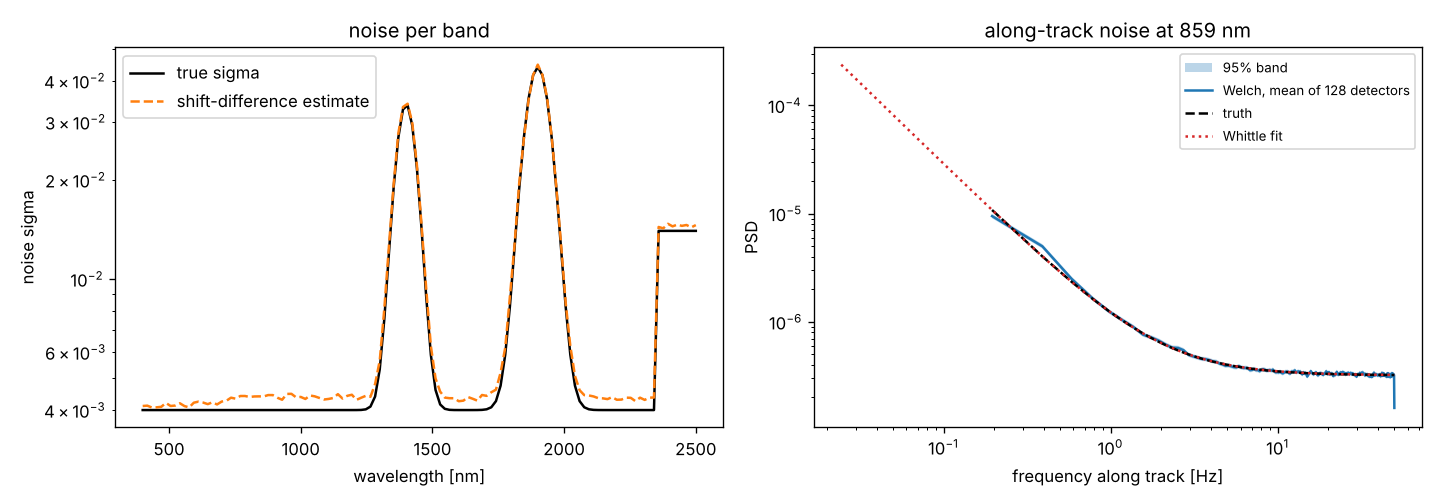 noise per band
noise sigma
4 × 10⁻²
3 × 10⁻²
2 × 10⁻²
10⁻²
6 × 10⁻³
4 × 10⁻³
true sigma
shift-difference estimate
500
1000
1500
2000
2500
wavelength [nm]
along-track noise at 859 nm
PSD
10⁻⁴
10⁻⁵
10⁻⁶
95% band
Welch, mean of 128 detectors
truth
Whittle fit
10⁻¹
10⁰
10¹
frequency along track [Hz]